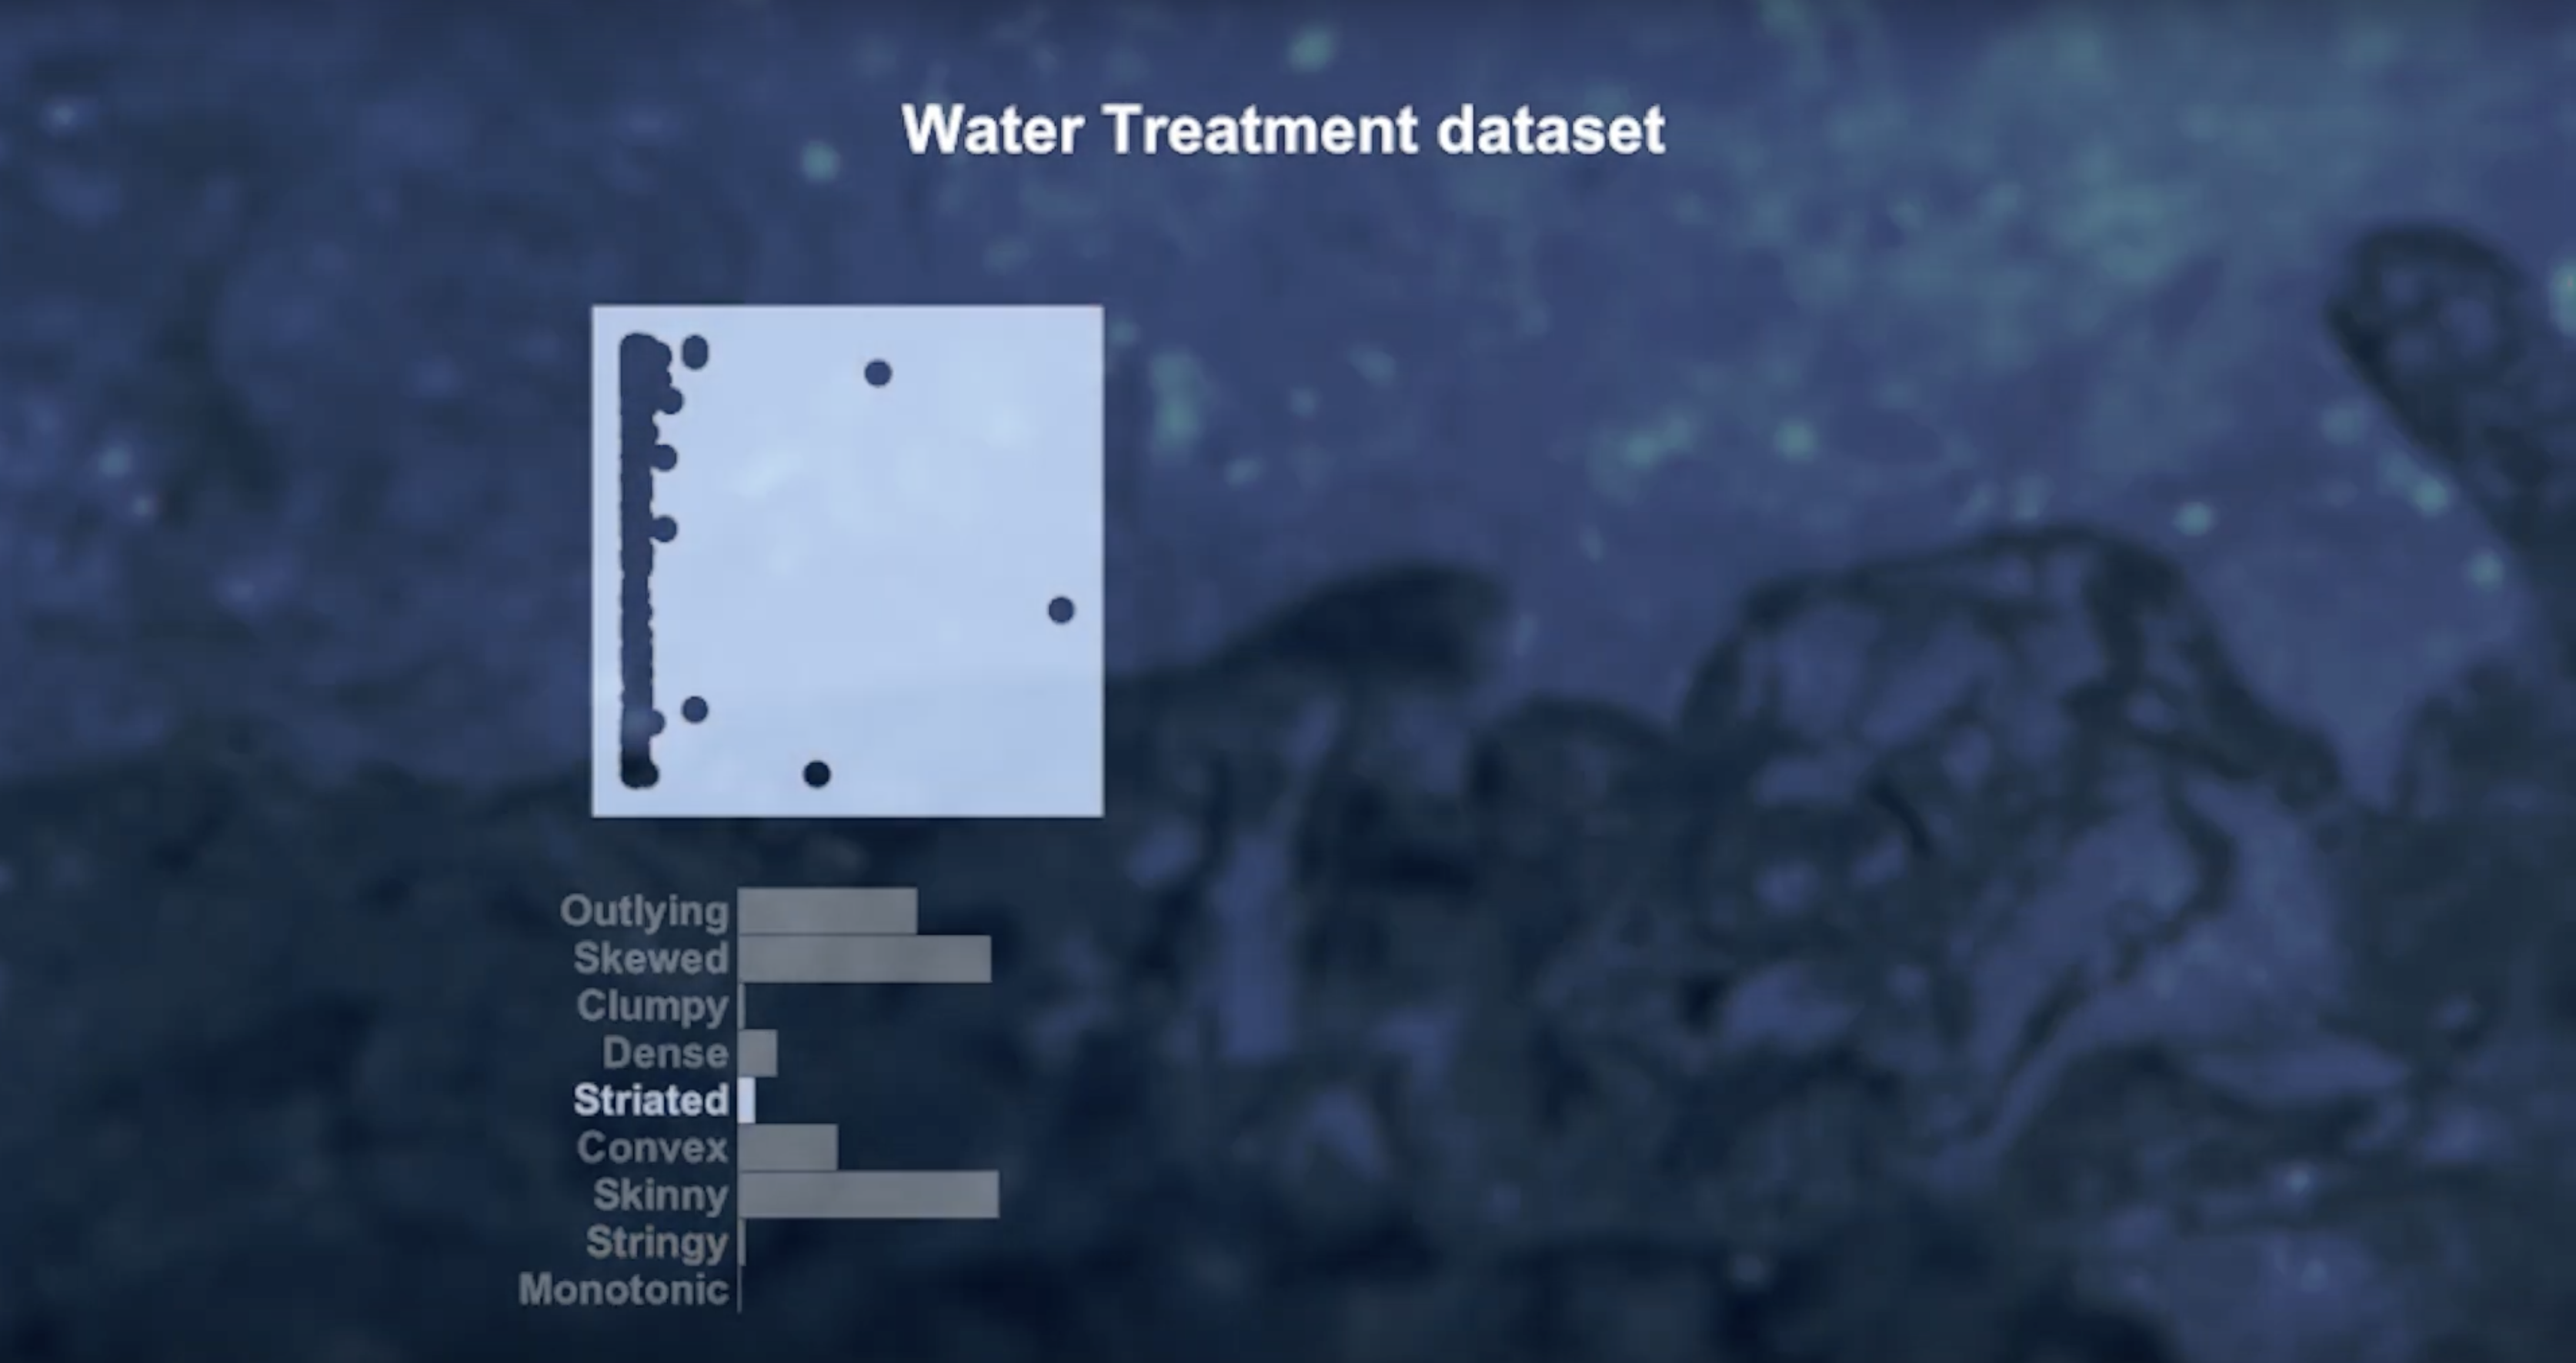 Water Treatment dataset
Outlying
Skewed
Clumpy
Dense
Striated
Convex
Skinny
Stringy
Monotonic